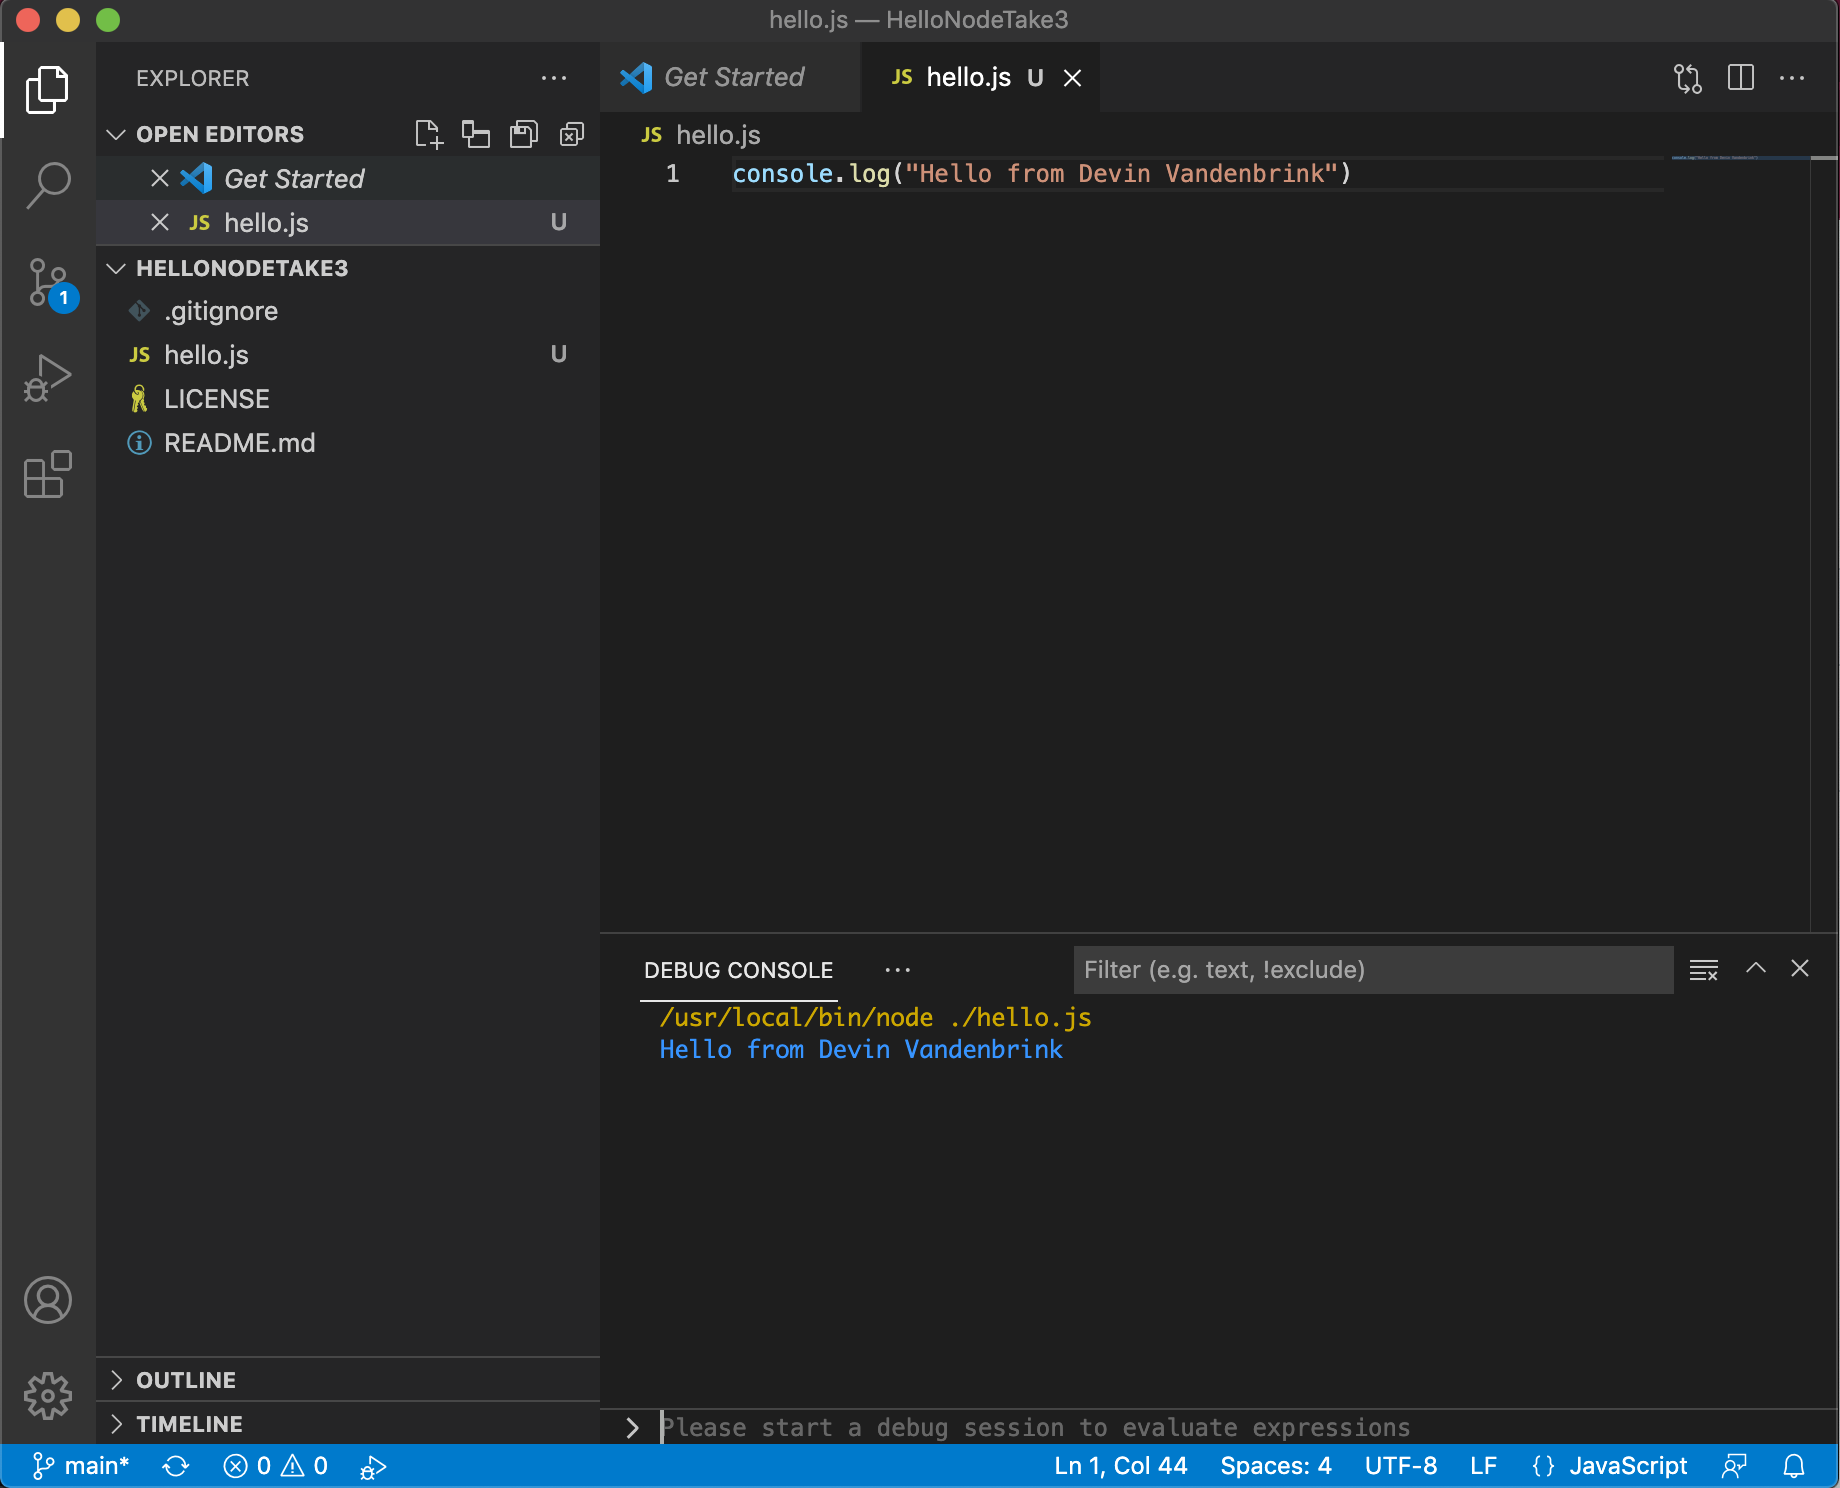 hello.js — HelloNodeTake3
EXPLORER
OPEN EDITORS
Get Started
JS hello.js U
HELLONODETAKE3
.gitignore
JS hello.js U
LICENSE
README.md
OUTLINE
TIMELINE
1
Get Started
JS hello.js U
JS hello.js
1 console.log("Hello from Devin Vandenbrink")
DEBUG CONSOLE
Filter (e.g. text, !exclude)
/usr/local/bin/node ./hello.js
Hello from Devin Vandenbrink
Please start a debug session to evaluate expressions
main* 0 0
Ln 1, Col 44 Spaces: 4 UTF-8 LF {} JavaScript